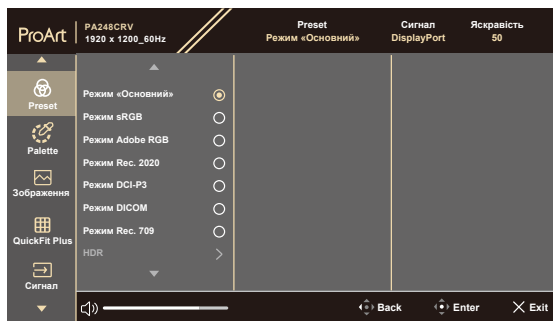 ProArt
PA248CRV
1920 x 1200_60Hz
Preset
Режим «Основний»
Сигнал
DisplayPort
Яскравість
50
Preset
Palette
Зображення
QuickFit Plus
Сигнал
Режим «Основний»
Режим sRGB
Режим Adobe RGB
Режим Rec. 2020
Режим DCI-P3
Режим DICOM
Режим Rec. 709
HDR
Back
Enter
Exit